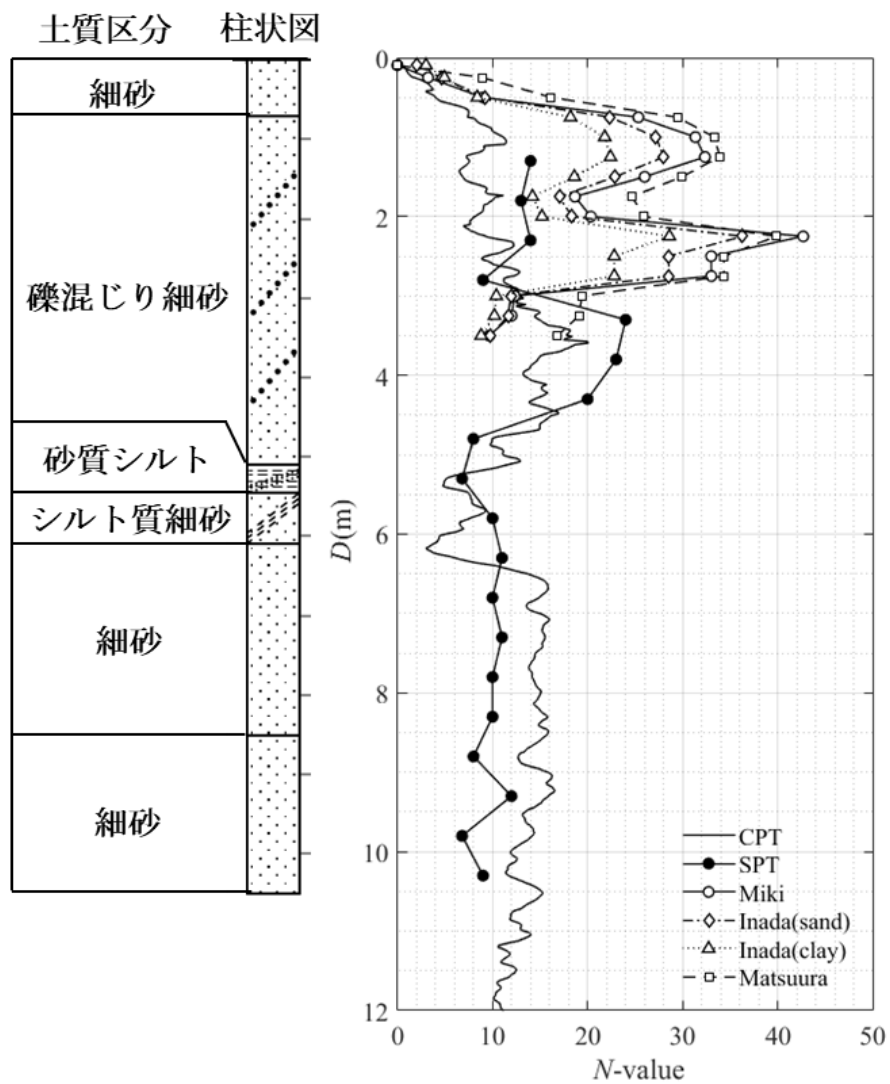 土質区分 柱状図
細砂
礫混じり細砂
砂質シルト
シルト質細砂
細砂
細砂
0
2
4
6
8
10
12
D(m)
CPT
SPT
Miki
Inada(sand)
Inada(clay)
Matsuura
0 10 20 30 40 50
N-value